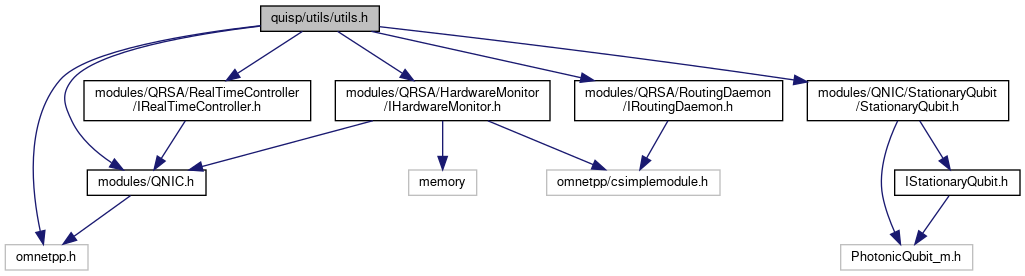 quisp/utils/utils.h
modules/QRSA/RealTimeController
/IRealTimeController.h
modules/QRSA/HardwareMonitor
/IHardwareMonitor.h
modules/QRSA/RoutingDaemon
/IRoutingDaemon.h
modules/QNIC/StationaryQubit
/StationaryQubit.h
modules/QNIC.h
memory
omnetpp/csimplemodule.h
IStationaryQubit.h
omnetpp.h
PhotonicQubit_m.h